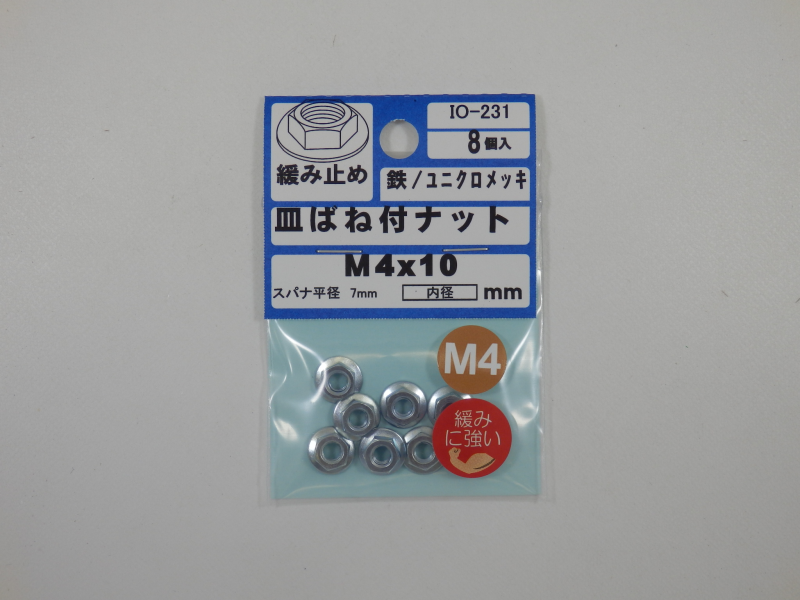 IO-231
8個入
緩み止め
鉄/ユニクロメッキ
皿ばね付ナット
M4x10
スパナ平径 7mm 内径 mm
M4
緩み
に強い